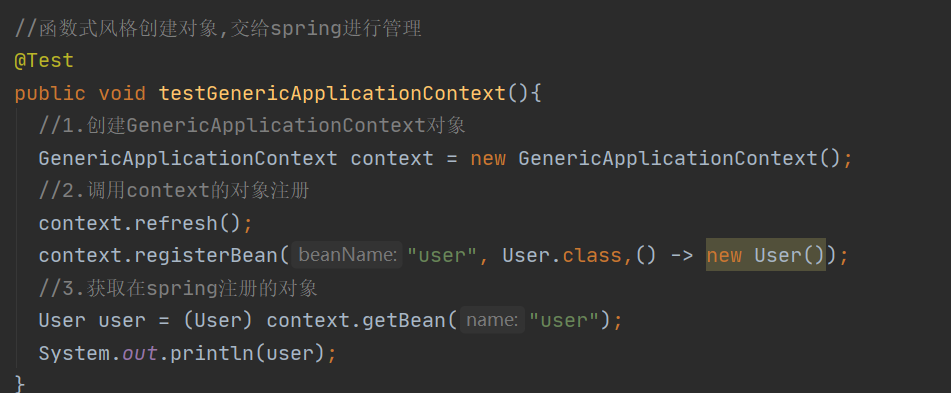 //函数式风格创建对象,交给spring进行管理
@Test
public void testGenericApplicationContext(){
//1.创建GenericApplicationContext对象
GenericApplicationContext context = new GenericApplicationContext();
//2.调用context的对象注册
context.refresh();
context.registerBean( beanName: "user", User.class,() -> new User());
//3.获取在spring注册的对象
User user = (User) context.getBean( name: "user");
System.out.println(user);
}